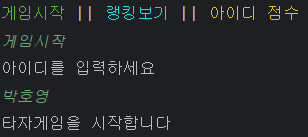 게임시작 || 랭킹보기 || 아이디 점수
게임시작
아이디를 입력하세요
박호영
타자게임을 시작합니다